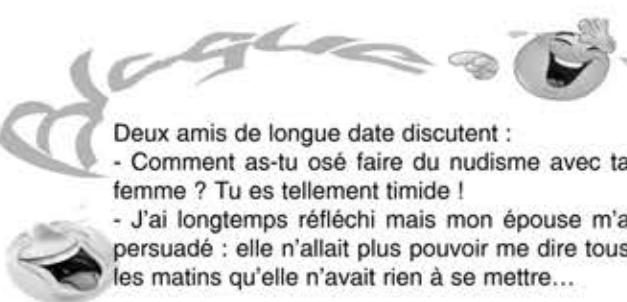 Blague
Deux amis de longue date discutent :
- Comment as-tu osé faire du nudisme avec ta
femme ? Tu es tellement timide !
- J'ai longtemps réfléchi mais mon épouse m'a
persuadé : elle n'allait plus pouvoir me dire tous
les matins qu'elle n'avait rien à se mettre...